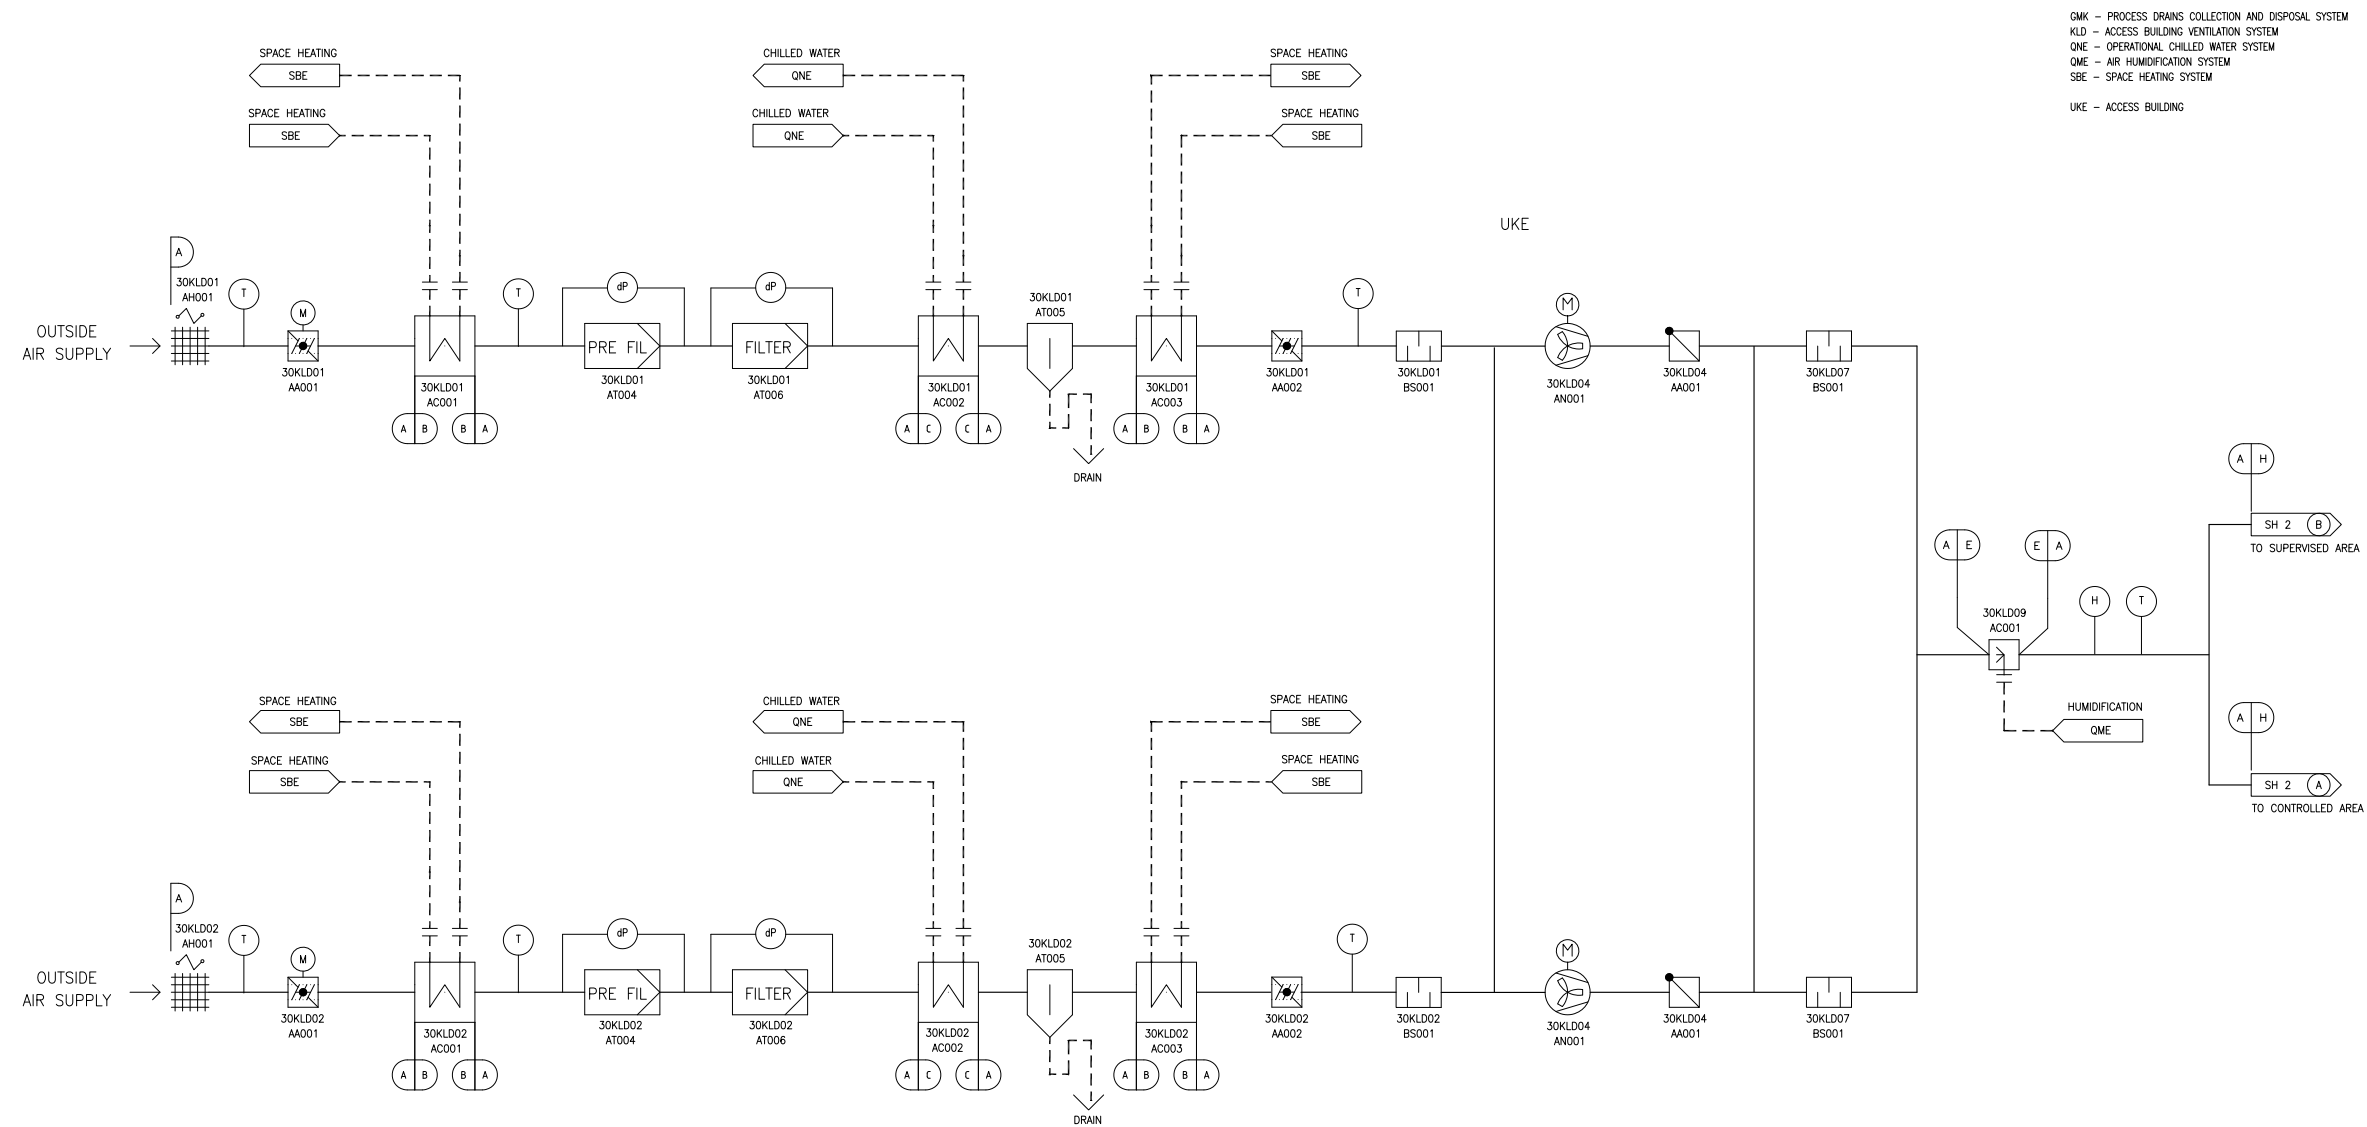 GMK – PROCESS DRAINS COLLECTION AND DISPOSAL SYSTEM
KLD – ACCESS BUILDING VENTILATION SYSTEM
QNE – OPERATIONAL CHILLED WATER SYSTEM
QME – AIR HUMIDIFICATION SYSTEM
SBE – SPACE HEATING SYSTEM
UKE – ACCESS BUILDING
SPACE HEATING
SBE
SPACE HEATING
SBE
CHILLED WATER
QNE
CHILLED WATER
QNE
SPACE HEATING
SBE
SPACE HEATING
SBE
UKE
A
30KLD01
AH001
T
M
OUTSIDE
AIR SUPPLY
30KLD01
AA001
30KLD01
AC001
A B
B A
T
dP
PRE FIL
30KLD01
AT004
dP
FILTER
30KLD01
AT006
30KLD01
AC002
A C
C A
30KLD01
AT005
DRAIN
30KLD01
AC003
A B
B A
30KLD01
AA002
T
30KLD01
BS001
M
30KLD04
AN001
30KLD04
AA001
30KLD07
BS001
A H
SH 2 B
TO SUPERVISED AREA
A E
E A
30KLD09
AC001
H
T
HUMIDIFICATION
QME
A H
SH 2 A
TO CONTROLLED AREA
SPACE HEATING
SBE
SPACE HEATING
SBE
CHILLED WATER
QNE
CHILLED WATER
QNE
SPACE HEATING
SBE
SPACE HEATING
SBE
A
30KLD02
AH001
T
M
OUTSIDE
AIR SUPPLY
30KLD02
AA001
30KLD02
AC001
A B
B A
T
dP
PRE FIL
30KLD02
AT004
dP
FILTER
30KLD02
AT006
30KLD02
AC002
A C
C A
30KLD02
AT005
DRAIN
30KLD02
AC003
A B
B A
30KLD02
AA002
T
30KLD02
BS001
M
30KLD04
AN001
30KLD04
AA001
30KLD07
BS001